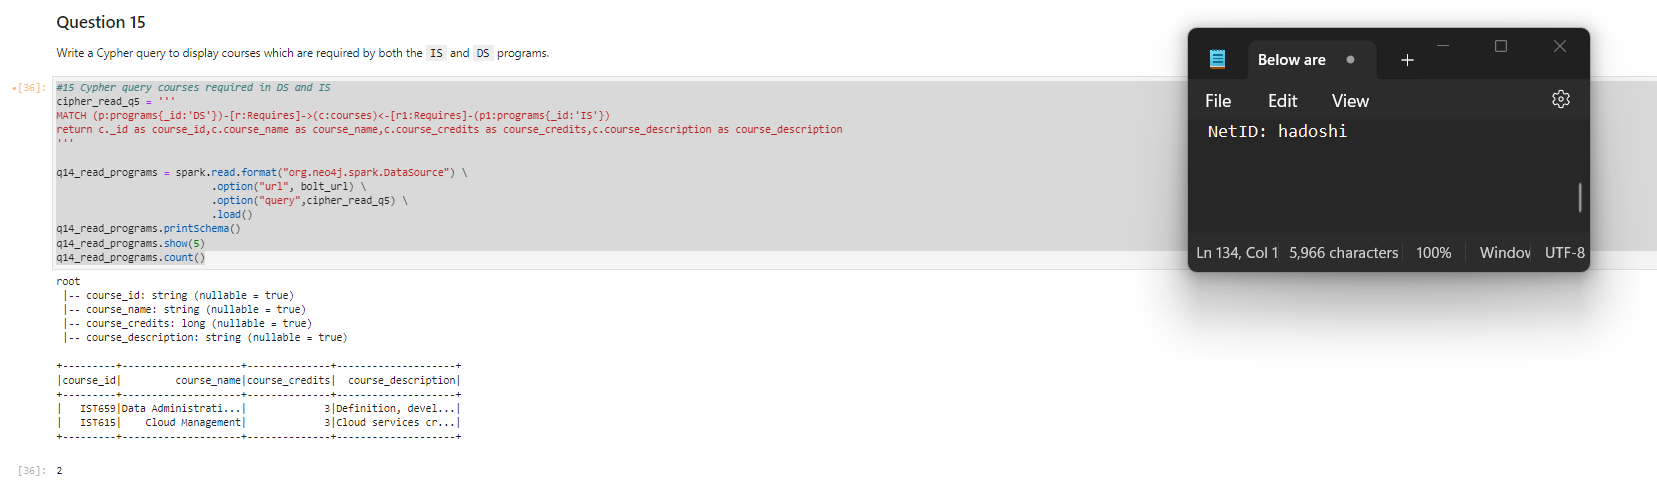 Question 15
Write a Cypher query to display courses which are required by both the IS and DS programs.
[36]:
#15 Cypher query courses required in DS and IS
cipher_read_q5 = '''
MATCH (p:programs{_id:'DS'})-[r:Requires]->(c:courses)<-[r1:Requires]-(p1:programs{_id:'IS'})
return c._id as course_id,c.course_name as course_name,c.course_credits as course_credits,c.course_description as course_description
'''
q14_read_programs = spark.read.format("org.neo4j.spark.DataSource") \
.option("url", bolt_url) \
.option("query",cipher_read_q5) \
.load()
q14_read_programs.printSchema()
q14_read_programs.show(5)
q14_read_programs.count()
root
|-- course_id: string (nullable = true)
|-- course_name: string (nullable = true)
|-- course_credits: long (nullable = true)
|-- course_description: string (nullable = true)
+---------+--------------------+--------------+--------------------+
|course_id|         course_name|course_credits|  course_description|
+---------+--------------------+--------------+--------------------+
|   IST659|Data Administrati...|             3|Definition, devel...|
|   IST615|    Cloud Management|             3|Cloud services cr...|
+---------+--------------------+--------------+--------------------+
[36]: 2
Below are
File Edit View
NetID: hadoshi
Ln 134, Col 1 5,966 characters 100% Window UTF-8